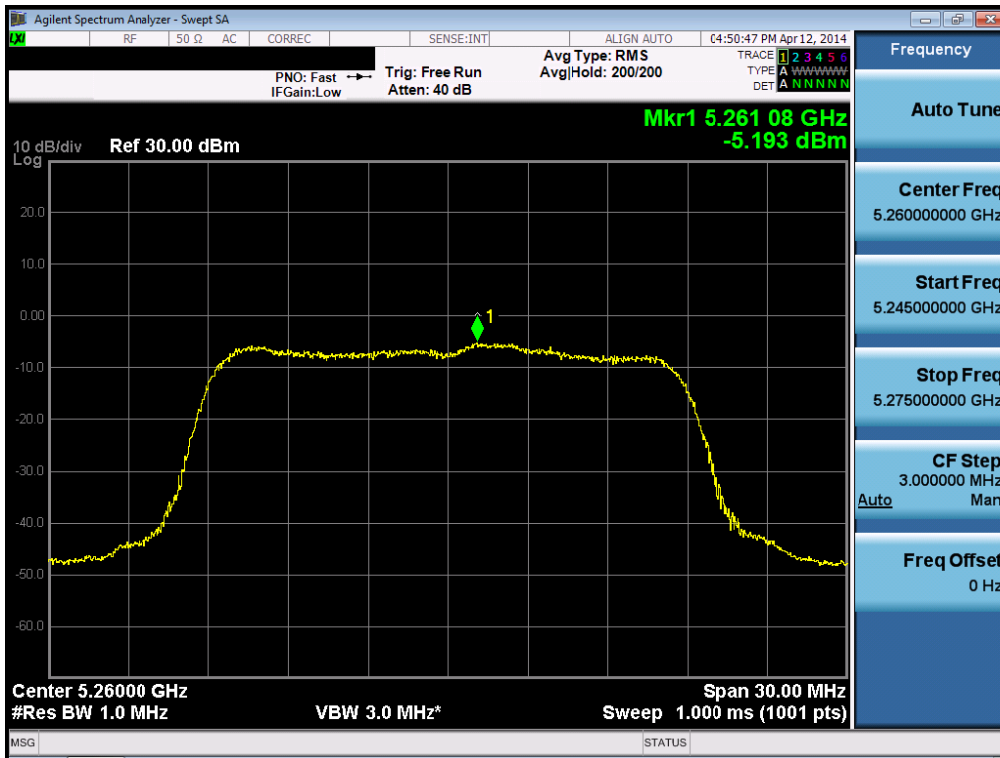 Agilent Spectrum Analyzer - Swept SA
LXI RF 50 Ω AC CORREC SENSE:INT ALIGN AUTO 04:50:47 PM Apr 12, 2014
PNO: Fast
IFGain:Low
Trig: Free Run
Atten: 40 dB
Avg Type: RMS
Avg|Hold: 200/200
TRACE 1 2 3 4 5 6
TYPE A WWWWW
DET A N N N N N
Mkr1 5.261 08 GHz
-5.193 dBm
10 dB/div Ref 30.00 dBm
Log
20.0
10.0
0.00
-10.0
-20.0
-30.0
-40.0
-50.0
-60.0
1
Center 5.26000 GHz Span 30.00 MHz
#Res BW 1.0 MHz VBW 3.0 MHz* Sweep 1.000 ms (1001 pts)
MSG STATUS
Frequency
Auto Tune
Center Freq
5.260000000 GHz
Start Freq
5.245000000 GHz
Stop Freq
5.275000000 GHz
CF Step
3.000000 MHz
Auto Man
Freq Offset
0 Hz